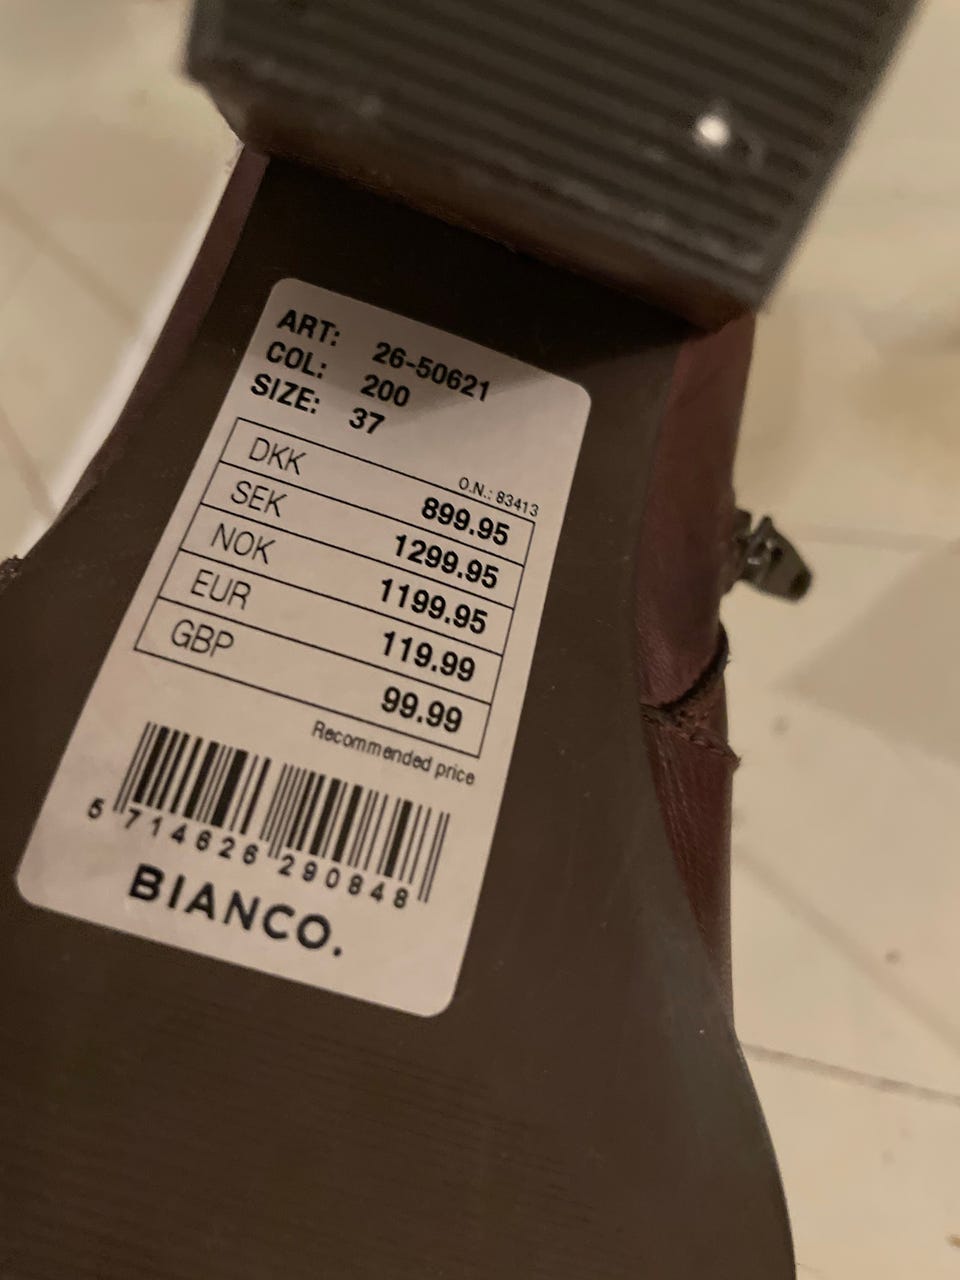 ART: 26-50621
COL: 200
SIZE: 37
O.N.: 83413
DKK 899.95
SEK 1299.95
NOK 1199.95
EUR 119.99
GBP 99.99
Recommended price
5 714626 290848
BIANCO.